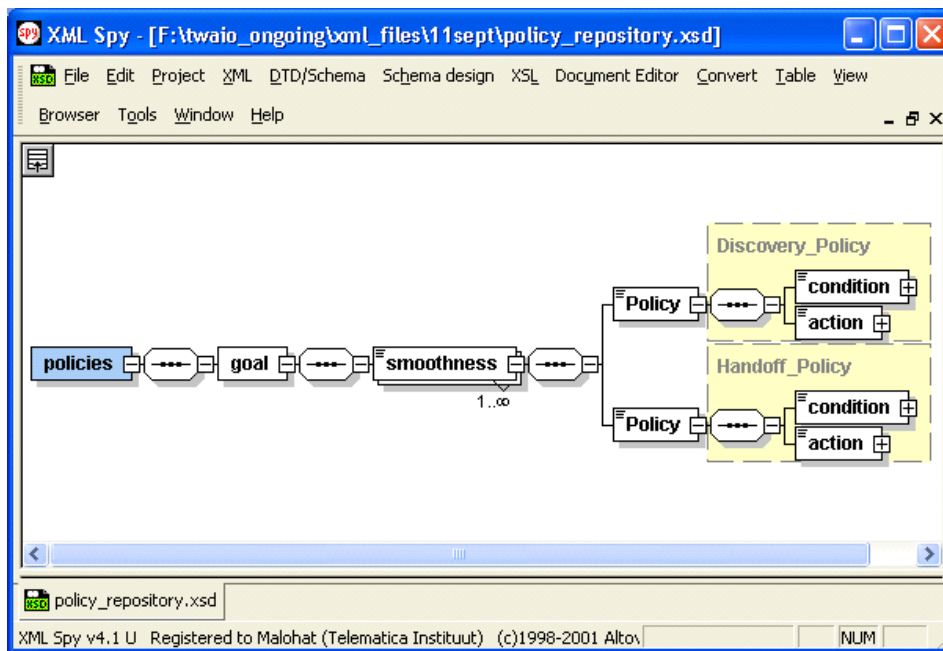 XML Spy - [F:\twaio_ongoing\xml_files\11sept\policy_repository.xsd]
File Edit Project XML DTD/Schema Schema design XSL Document Editor Convert Table View
Browser Tools Window Help
Discovery_Policy
condition
Policy
action
policies
goal
smoothness
1..∞
Handoff_Policy
condition
Policy
action
policy_repository.xsd
XML Spy v4.1 U Registered to Malohat (Telematica Instituut) (c)1998-2001 NUM